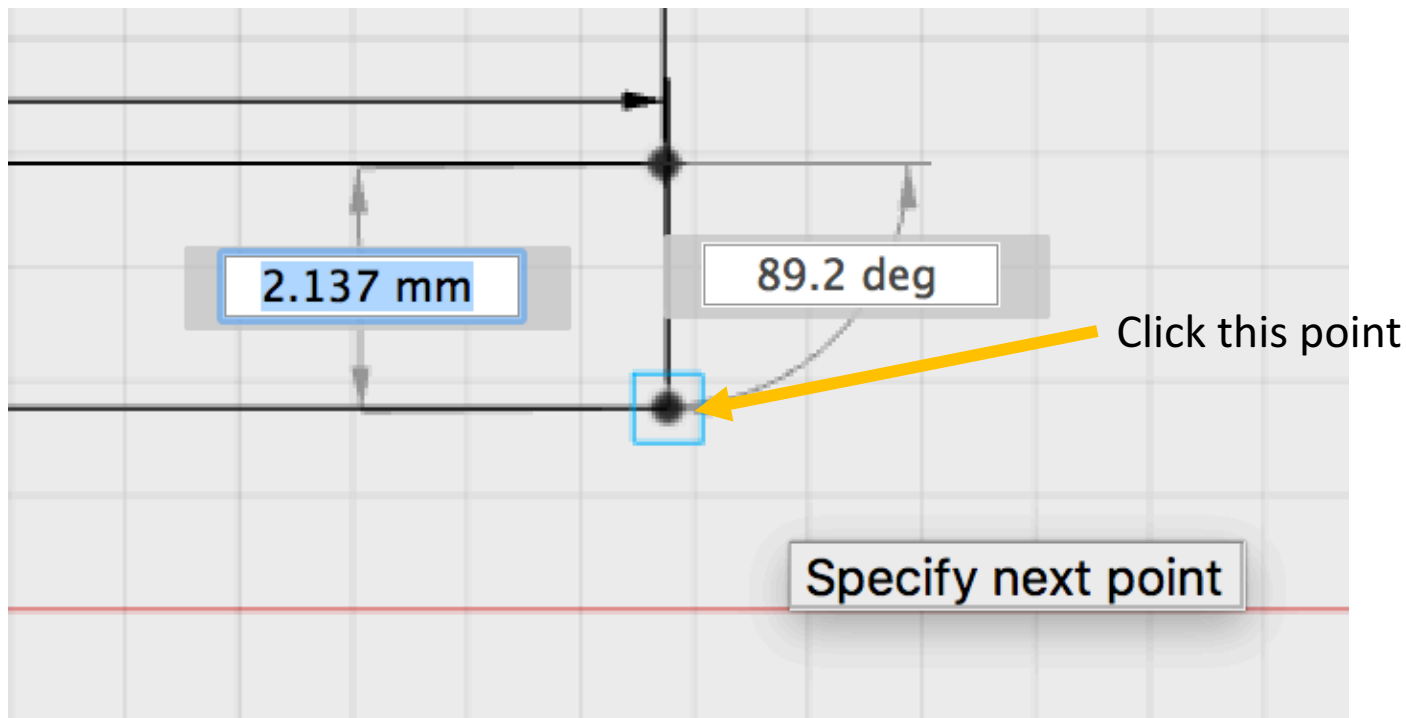 89.2 deg
2.137 mm
Click this point
Specify next point